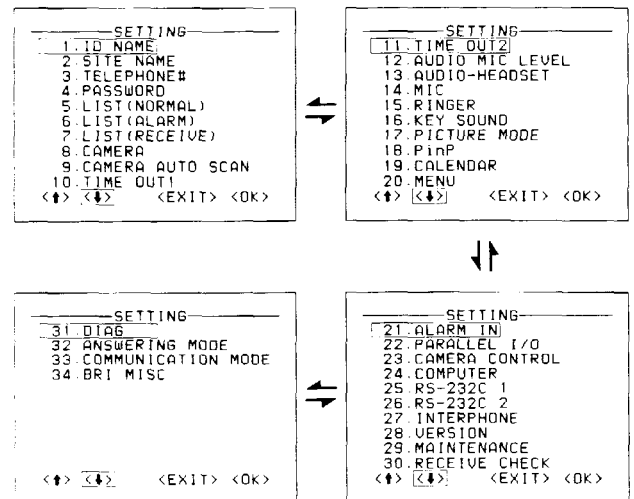 SETTING
1.ID NAME
2.SITE NAME
3.TELEPHONE#
4.PASSWORD
5.LIST(NORMAL)
6.LIST(ALARM)
7.LIST(RECEIVE)
8.CAMERA
9.CAMERA AUTO SCAN
10.TIME OUT1
<⬆> <⬇> <EXIT> <OK>
SETTING
11.TIME OUT2
12.AUDIO MIC LEVEL
13.AUDIO-HEADSET
14.MIC
15.RINGER
16.KEY SOUND
17.PICTURE MODE
18.PinP
19.CALENDAR
20.MENU
<⬆> <⬇> <EXIT> <OK>
SETTING
31.DIAG
32 ANSWERING MODE
33.COMMUNICATION MODE
34.BRI MISC
<⬆> <⬇> <EXIT> <OK>
SETTING
21.ALARM IN
22.PARALLEL I/O
23.CAMERA CONTROL
24.COMPUTER
25.RS-232C 1
26.RS-232C 2
27.INTERPHONE
28.VERSION
29.MAINTENANCE
30.RECEIVE CHECK
<⬆> <⬇> <EXIT> <OK>